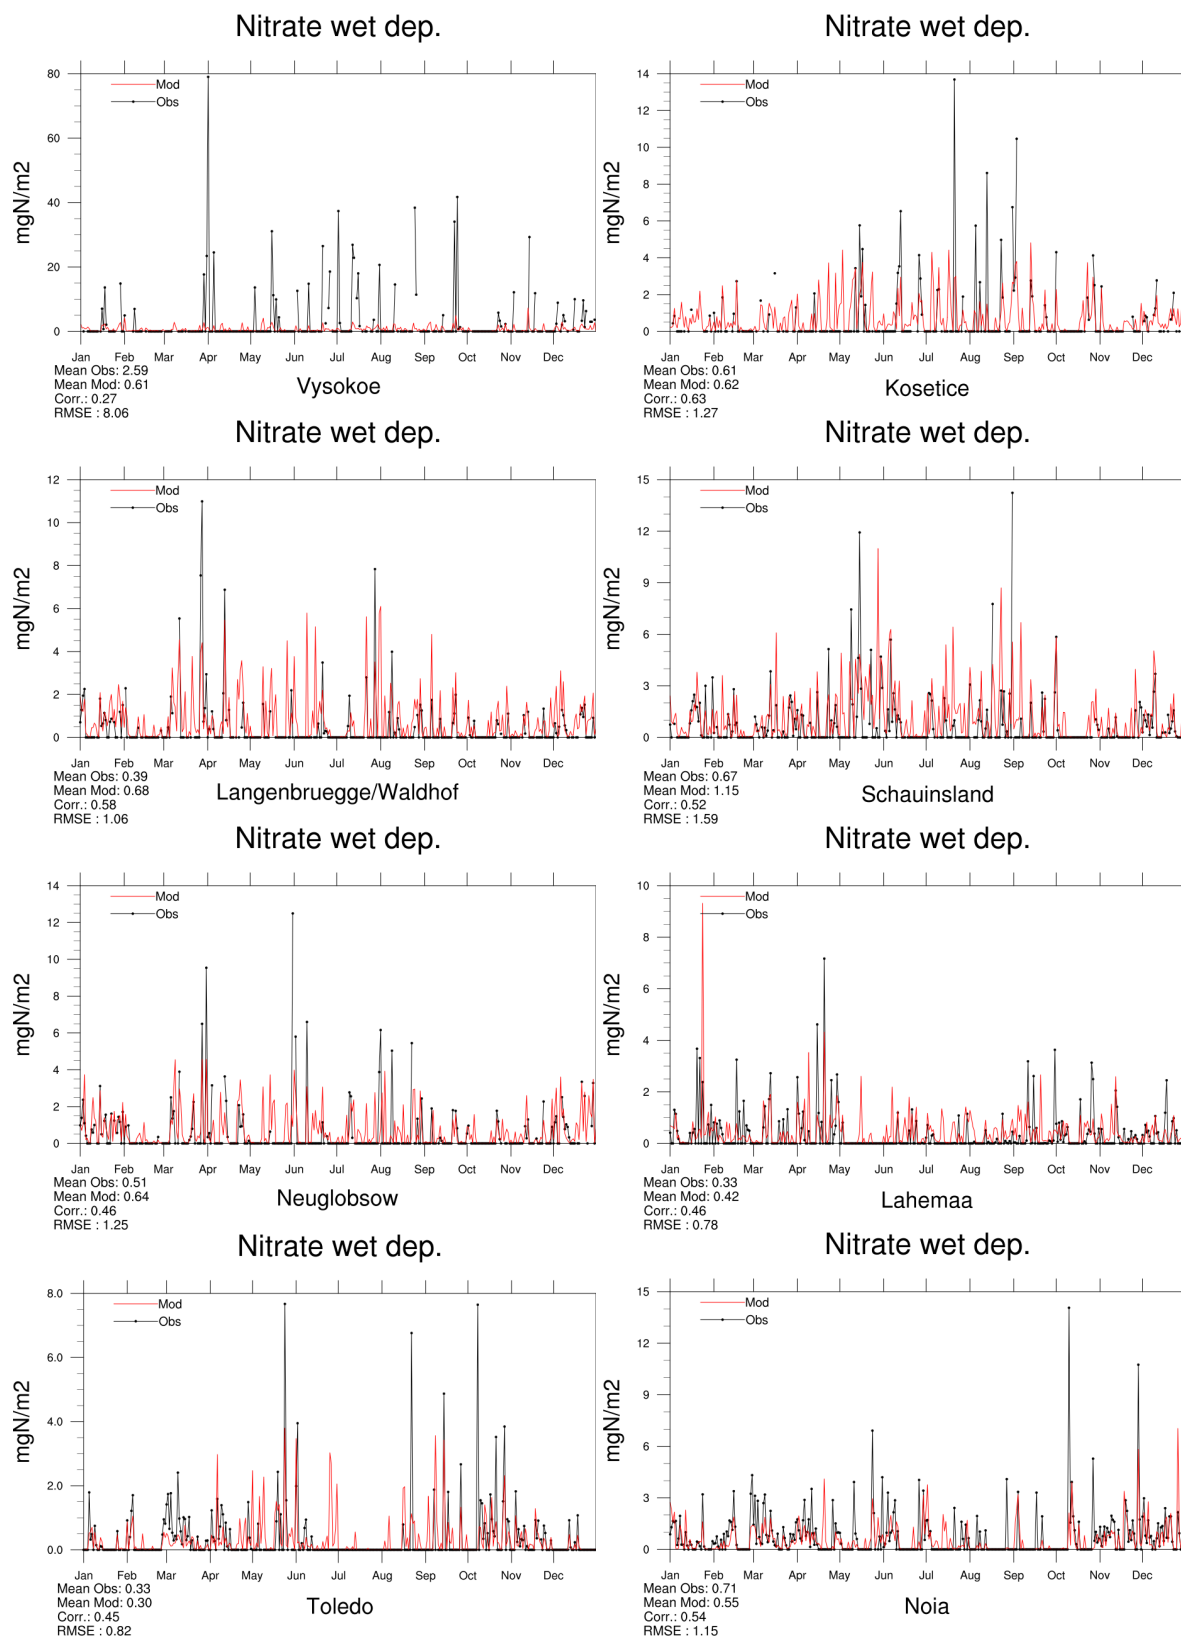 Nitrate wet dep.
80
60
40
20
0
mgN/m2
Mod
Obs
Jan Feb Mar Apr May Jun Jul Aug Sep Oct Nov Dec
Mean Obs: 2.59
Mean Mod: 0.61
Corr.: 0.27
RMSE : 8.06
Vysokoe
Nitrate wet dep.
14
12
10
8
6
4
2
0
mgN/m2
Mod
Obs
Jan Feb Mar Apr May Jun Jul Aug Sep Oct Nov Dec
Mean Obs: 0.61
Mean Mod: 0.62
Corr.: 0.63
RMSE : 1.27
Kosetice
Nitrate wet dep.
12
10
8
6
4
2
0
mgN/m2
Mod
Obs
Jan Feb Mar Apr May Jun Jul Aug Sep Oct Nov Dec
Mean Obs: 0.39
Mean Mod: 0.68
Corr.: 0.58
RMSE : 1.06
Langenbruegge/Waldhof
Nitrate wet dep.
15
12
9
6
3
0
mgN/m2
Mod
Obs
Jan Feb Mar Apr May Jun Jul Aug Sep Oct Nov Dec
Mean Obs: 0.67
Mean Mod: 1.15
Corr.: 0.52
RMSE : 1.59
Schauinsland
Nitrate wet dep.
14
12
10
8
6
4
2
0
mgN/m2
Mod
Obs
Jan Feb Mar Apr May Jun Jul Aug Sep Oct Nov Dec
Mean Obs: 0.51
Mean Mod: 0.64
Corr.: 0.46
RMSE : 1.25
Neuglobsow
Nitrate wet dep.
10
8
6
4
2
0
mgN/m2
Mod
Obs
Jan Feb Mar Apr May Jun Jul Aug Sep Oct Nov Dec
Mean Obs: 0.33
Mean Mod: 0.42
Corr.: 0.46
RMSE : 0.78
Lahemaa
Nitrate wet dep.
8.0
6.0
4.0
2.0
0.0
mgN/m2
Mod
Obs
Jan Feb Mar Apr May Jun Jul Aug Sep Oct Nov Dec
Mean Obs: 0.33
Mean Mod: 0.30
Corr.: 0.45
RMSE : 0.82
Toledo
Nitrate wet dep.
15
12
9
6
3
0
mgN/m2
Mod
Obs
Jan Feb Mar Apr May Jun Jul Aug Sep Oct Nov Dec
Mean Obs: 0.71
Mean Mod: 0.55
Corr.: 0.54
RMSE : 1.15
Noia